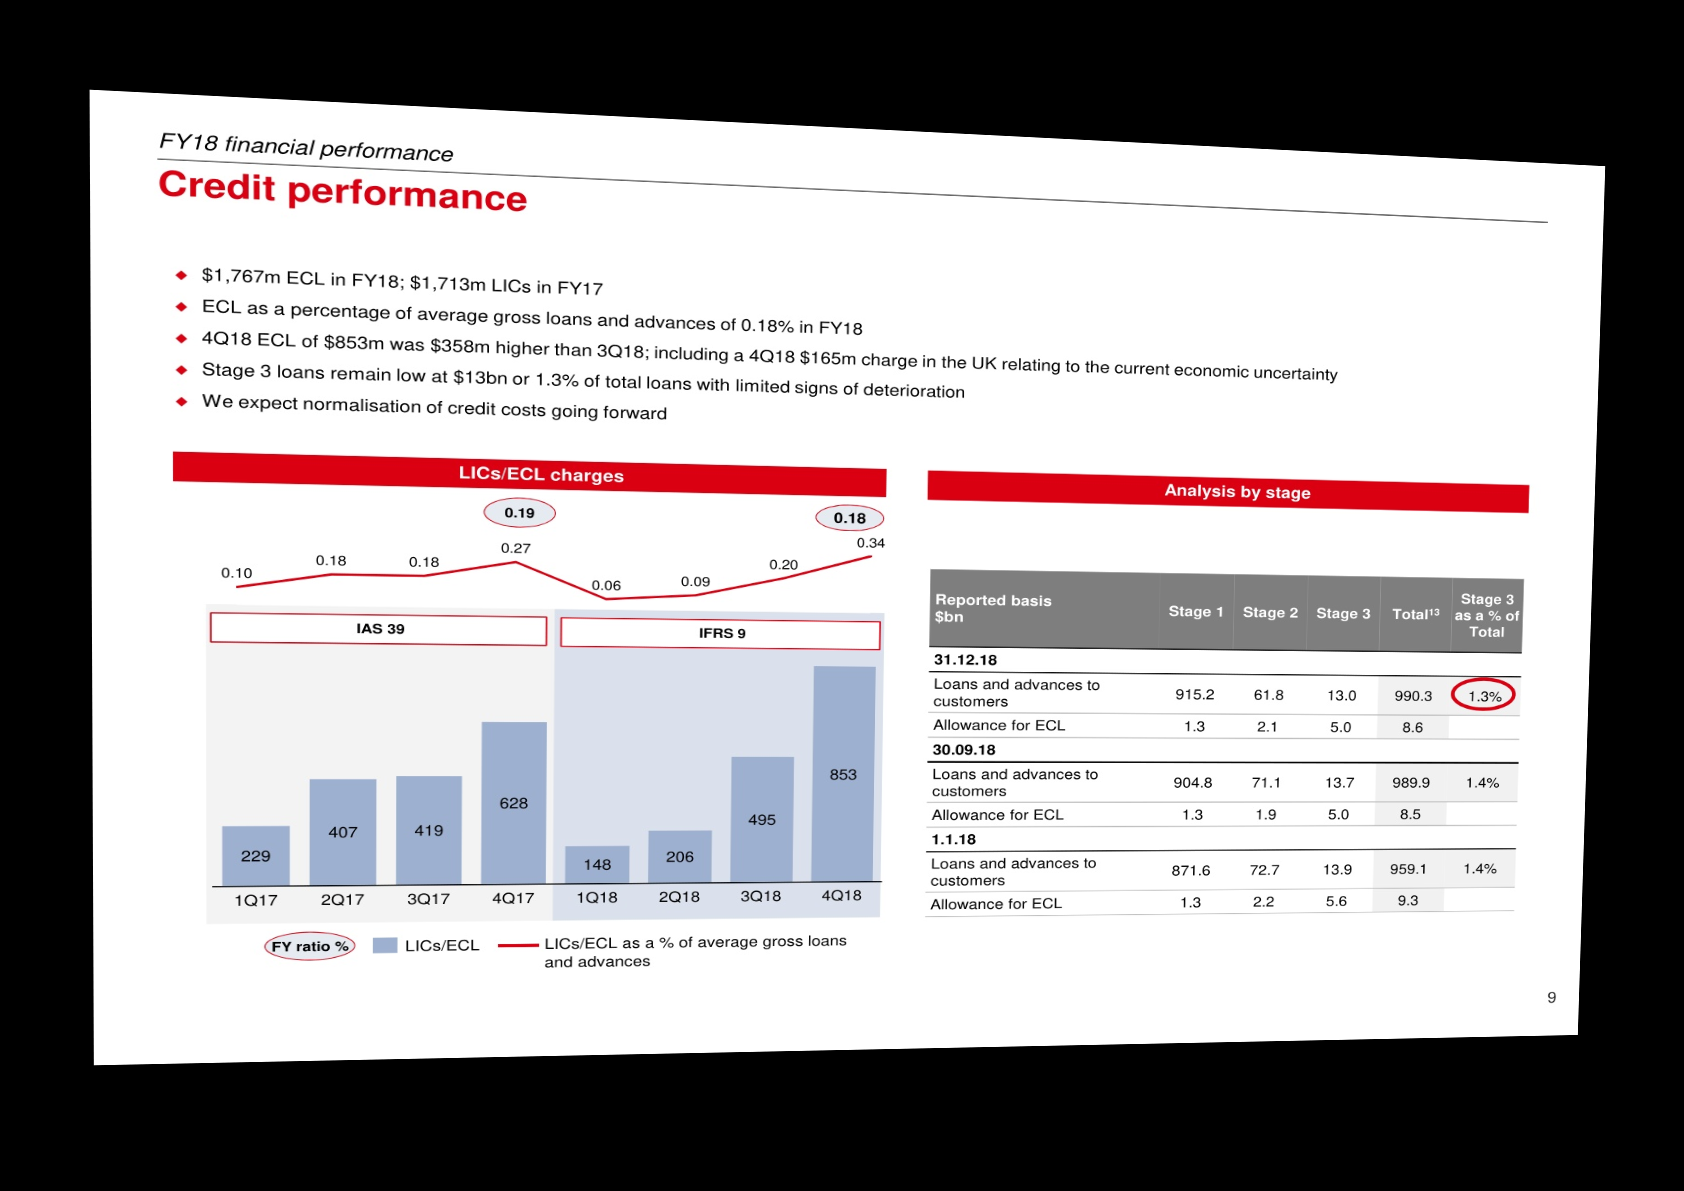 FY18 financial performance
Credit performance
$1,767m ECL in FY18; $1,713m LICs in FY17
ECL as a percentage of average gross loans and advances of 0.18% in FY18
4Q18 ECL of $853m was $358m higher than 3Q18; including a 4Q18 $165m charge in the UK relating to the current economic uncertainty
Stage 3 loans remain low at $13bn or 1.3% of total loans with limited signs of deterioration
We expect normalisation of credit costs going forward
LICs/ECL charges
0.19
0.18
0.10
0.18
0.18
0.27
0.06
0.09
0.20
0.34
IAS 39
IFRS 9
229
407
419
628
148
206
495
853
1Q17
2Q17
3Q17
4Q17
1Q18
2Q18
3Q18
4Q18
FY ratio %
LICs/ECL
LICs/ECL as a % of average gross loans
and advances
Analysis by stage
Reported basis
$bn
Stage 1
Stage 2
Stage 3
Total¹³
Stage 3
as a % of
Total
31.12.18
Loans and advances to
customers
915.2
61.8
13.0
990.3
1.3%
Allowance for ECL
1.3
2.1
5.0
8.6
30.09.18
Loans and advances to
customers
904.8
71.1
13.7
989.9
1.4%
Allowance for ECL
1.3
1.9
5.0
8.5
1.1.18
Loans and advances to
customers
871.6
72.7
13.9
959.1
1.4%
Allowance for ECL
1.3
2.2
5.6
9.3
9